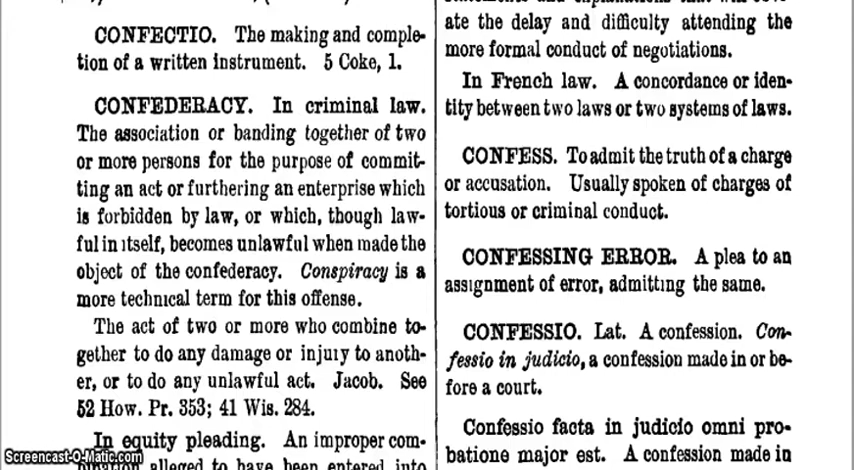 CONFECTIO. The making and comple-
tion of a written instrument. 5 Coke, 1.
CONFEDERACY. In criminal law.
The association or banding together of two
or more persons for the purpose of commit-
ting an act or furthering an enterprise which
is forbidden by law, or which, though law-
ful in itself, becomes unlawful when made the
object of the confederacy. Conspiracy is a
more technical term for this offense.
The act of two or more who combine to-
gether to do any damage or injury to anoth-
er, or to do any unlawful act. Jacob. See
52 How. Pr. 353; 41 Wis. 284.
In equity pleading. An improper com-
bination alleged to have been entered into
ate the delay and difficulty attending the
more formal conduct of negotiations.
In French law. A concordance or iden-
tity between two laws or two systems of laws.
CONFESS. To admit the truth of a charge
or accusation. Usually spoken of charges of
tortious or criminal conduct.
CONFESSING ERROR. A plea to an
assignment of error, admitting the same.
CONFESSIO. Lat. A confession. Con-
fessio in judicio, a confession made in or be-
fore a court.
Confessio facta in judicio omni pro-
batione major est. A confession made in
Screencast-O-Matic.com